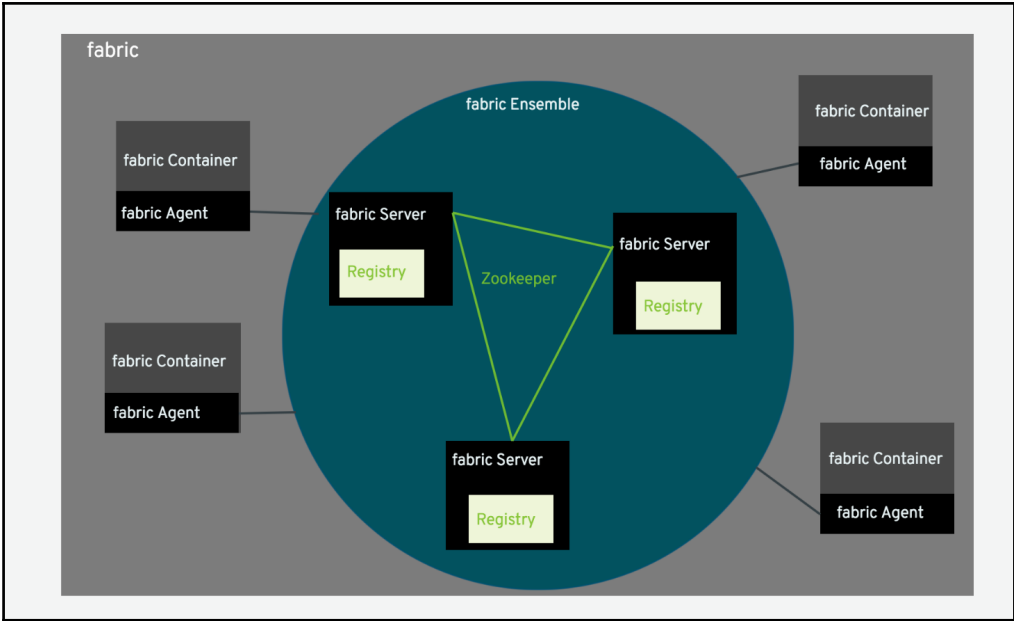 fabric
fabric Ensemble
fabric Container
fabric Agent
fabric Container
fabric Agent
fabric Server
Registry
Zookeeper
fabric Server
Registry
fabric Container
fabric Agent
fabric Server
Registry
fabric Container
fabric Agent